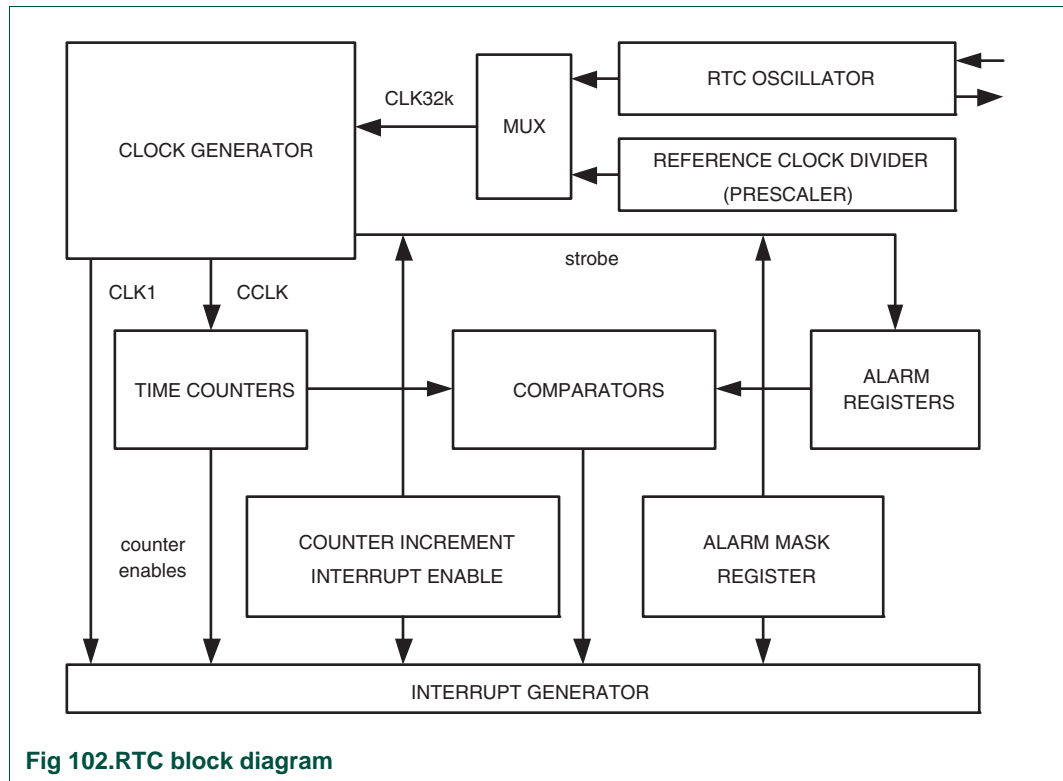 RTC OSCILLATOR
CLK32k
MUX
CLOCK GENERATOR
REFERENCE CLOCK DIVIDER
(PRESCALER)
strobe
CLK1
CCLK
TIME COUNTERS
COMPARATORS
ALARM
REGISTERS
counter
enables
COUNTER INCREMENT
INTERRUPT ENABLE
ALARM MASK
REGISTER
INTERRUPT GENERATOR
Fig 102.RTC block diagram